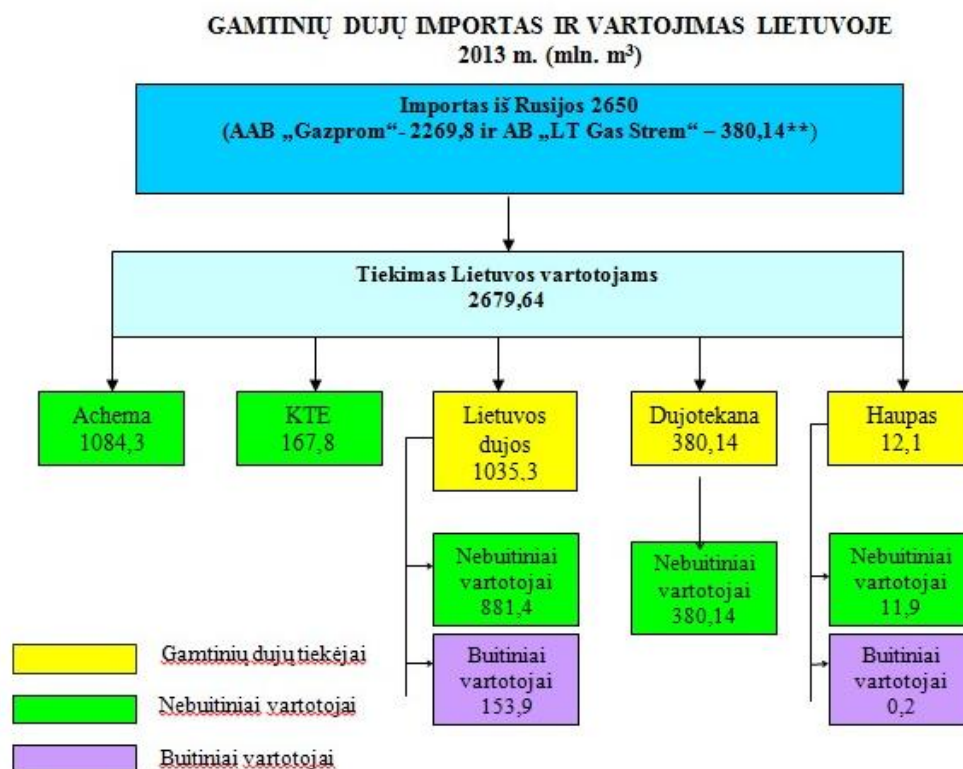 GAMTINIŲ DUJŲ IMPORTAS IR VARTOJIMAS LIETUVOJE
2013 m. (mln. m³)
Importas iš Rusijos 2650
(AAB „Gazprom“- 2269,8 ir AB „LT Gas Strem“ – 380,14**)
Tiekimas Lietuvos vartotojams
2679,64
Achema
1084,3
KTE
167,8
Lietuvos
dujos
1035,3
Dujotekana
380,14
Haupas
12,1
Nebuitiniai
vartotojai
881,4
Nebuitiniai
vartotojai
380,14
Nebuitiniai
vartotojai
11,9
Buitiniai
vartotojai
153,9
Buitiniai
vartotojai
0,2
Gamtinių dujų tiekėjai
Nebuitiniai vartotojai
Buitiniai vartotojai